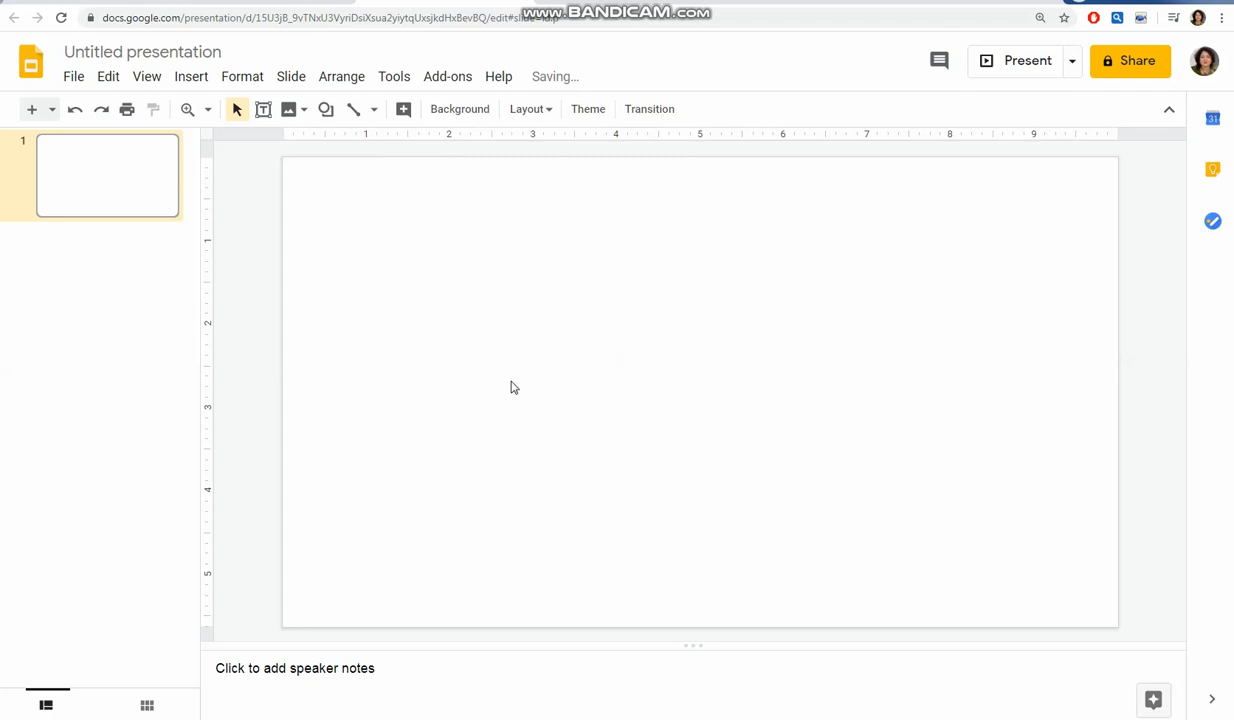 www.BANDICAM.com
docs.google.com/presentation/d/15U3jB_9vTNxU3VyriDsiXsua2yiytqUxsjkdHxBevBQ/edit#slide=id.p
Untitled presentation
File Edit View Insert Format Slide Arrange Tools Add-ons Help Saving...
Present
Share
Background Layout Theme Transition
1 2 3 4 5 6 7 8 9
1
1
2
3
4
5
31
Click to add speaker notes